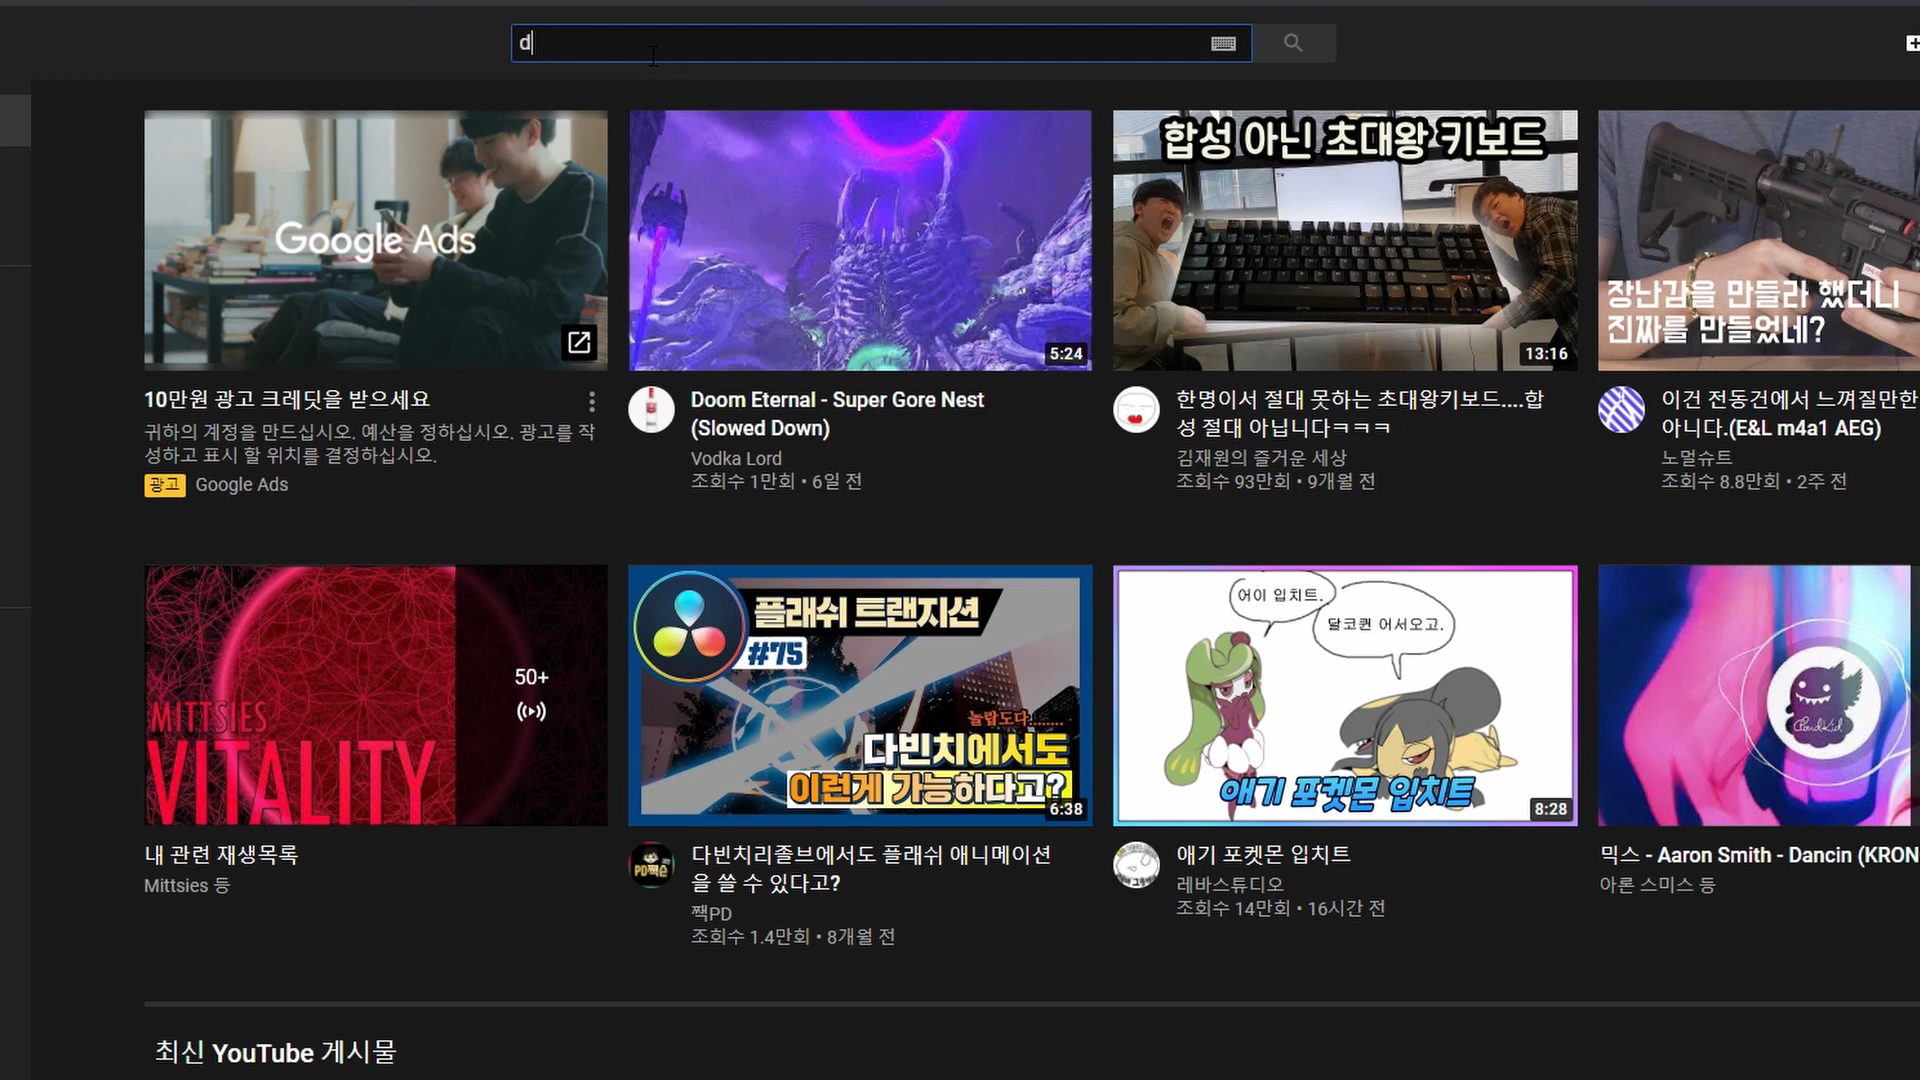 d
Google Ads
10만원 광고 크레딧을 받으세요
귀하의 계정을 만드십시오. 예산을 정하십시오. 광고를 작
성하고 표시 할 위치를 결정하십시오.
광고 Google Ads
5:24
Doom Eternal - Super Gore Nest
(Slowed Down)
Vodka Lord
조회수 1만회 • 6일 전
합성 아닌 초대왕 키보드
13:16
한명이서 절대 못하는 초대왕키보드....합
성 절대 아닙니다ㅋㅋㅋ
김재원의 즐거운 세상
조회수 93만회 • 9개월 전
장난감을 만들라 했더니
진짜를 만들었네?
이건 전동건에서 느껴질만한
아니다.(E&L m4a1 AEG)
노멀슈트
조회수 8.8만회 • 2주 전
MITTSIES
VITALITY
50+
내 관련 재생목록
Mittsies 등
플래쉬 트랜지션
#75
놀랍도다........
다빈치에서도
이런게 가능하다고?
6:38
PD짹슨
다빈치리졸브에서도 플래쉬 애니메이션
을 쓸 수 있다고?
짹PD
조회수 1.4만회 • 8개월 전
어이 입치트.
달코퀸 어서오고.
애기 포켓몬 입치트
8:28
애기 포켓몬 입치트
레바스튜디오
조회수 14만회 • 16시간 전
CloudKid
믹스 - Aaron Smith - Dancin (KRON
아론 스미스 등
최신 YouTube 게시물